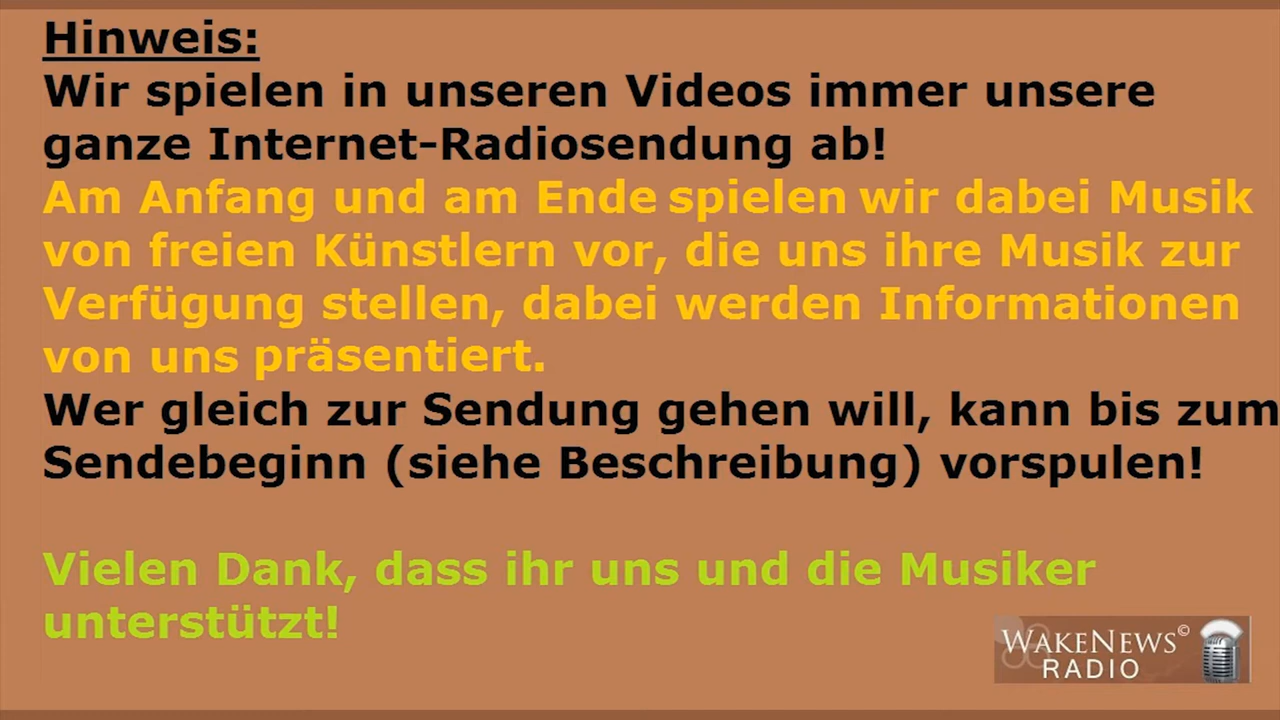 Hinweis:
Wir spielen in unseren Videos immer unsere
ganze Internet-Radiosendung ab!
Am Anfang und am Ende spielen wir dabei Musik
von freien Künstlern vor, die uns ihre Musik zur
Verfügung stellen, dabei werden Informationen
von uns präsentiert.
Wer gleich zur Sendung gehen will, kann bis zum
Sendebeginn (siehe Beschreibung) vorspulen!
Vielen Dank, dass ihr uns und die Musiker
unterstützt!
WAKENEWS©
RADIO